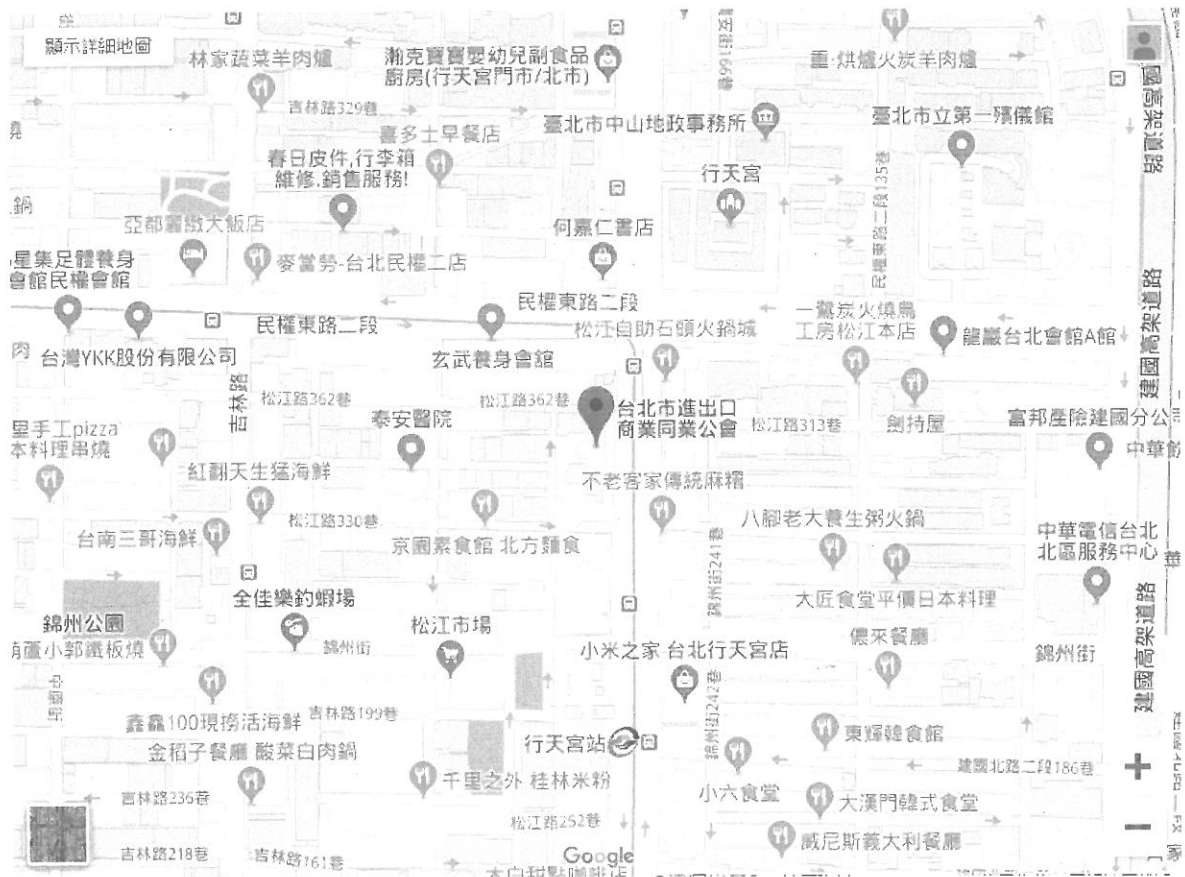 顯示詳細地圖
林家蔬菜羊肉爐
瀚克寶寶嬰幼兒副食品
廚房(行天宮門市/北市)
重·烘爐火炭羊肉爐
吉林路329巷
喜多士早餐店
臺北市中山地政事務所
臺北市立第一殯儀館
春日皮件,行李箱
維修.銷售服務!
行天宮
民權東路二段135巷
鍋
亞都麗緻大飯店
何嘉仁書店
星集足體養身
會館民權會館
麥當勞-台北民權二店
民權東路二段
民權東路二段
松江自助石頭火鍋城
一鴛炭火燒鳥
工房松江本店
龍巖台北會館A館
建國高架道路
肉
台灣YKK股份有限公司
玄武養身會舘
吉林路
松江路362巷
松江路362巷
台北市進出口
商業同業公會
松江路313巷
劍持屋
富邦產險建國分公司
泰安醫院
星手工pizza
本料理串燒
中華
紅翻天生猛海鮮
不老客家傳統麻糬
台南三哥海鮮
松江路330巷
京園素食館 北方麵食
錦州街241巷
八腳老大養生粥火鍋
中華電信台北
北區服務中心
大匠食堂平價日本料理
全佳樂釣蝦場
錦州公園
葫蘆小郭鐵板燒
錦州街
松江市場
小米之家 台北行天宮店
儂來餐廳
錦州街
建國高架道路
錦州街242巷
鑫鱻100現撈活海鮮
吉林路199巷
金稻子餐廳 酸菜白肉鍋
行天宮站
東輝韓食館
千里之外 桂林米粉
建國北路二段186巷
小六食堂
大漢門韓式食堂
吉林路236巷
松江路252巷
威尼斯義大利餐廳
吉林路218巷
吉林路261巷
Google